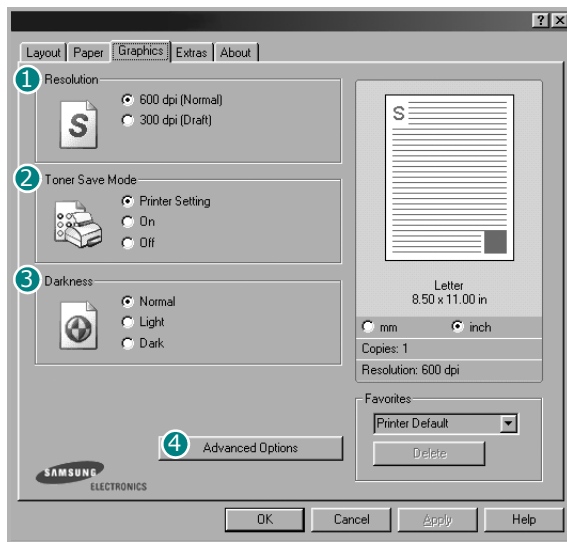 ? ×
Layout Paper Graphics Extras About
1 Resolution
600 dpi (Normal)
300 dpi (Draft)
S
2 Toner Save Mode
Printer Setting
On
Off
3 Darkness
Normal
Light
Dark
4 Advanced Options
SAMSUNG
ELECTRONICS
S
Letter
8.50 x 11.00 in
mm inch
Copies: 1
Resolution: 600 dpi
Favorites
Printer Default
Delete
OK Cancel Apply Help